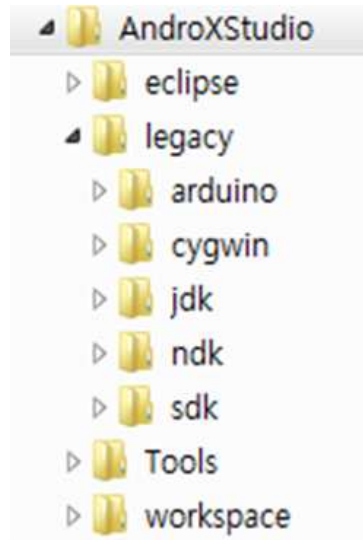 AndroXStudio
eclipse
legacy
arduino
cygwin
jdk
ndk
sdk
Tools
workspace